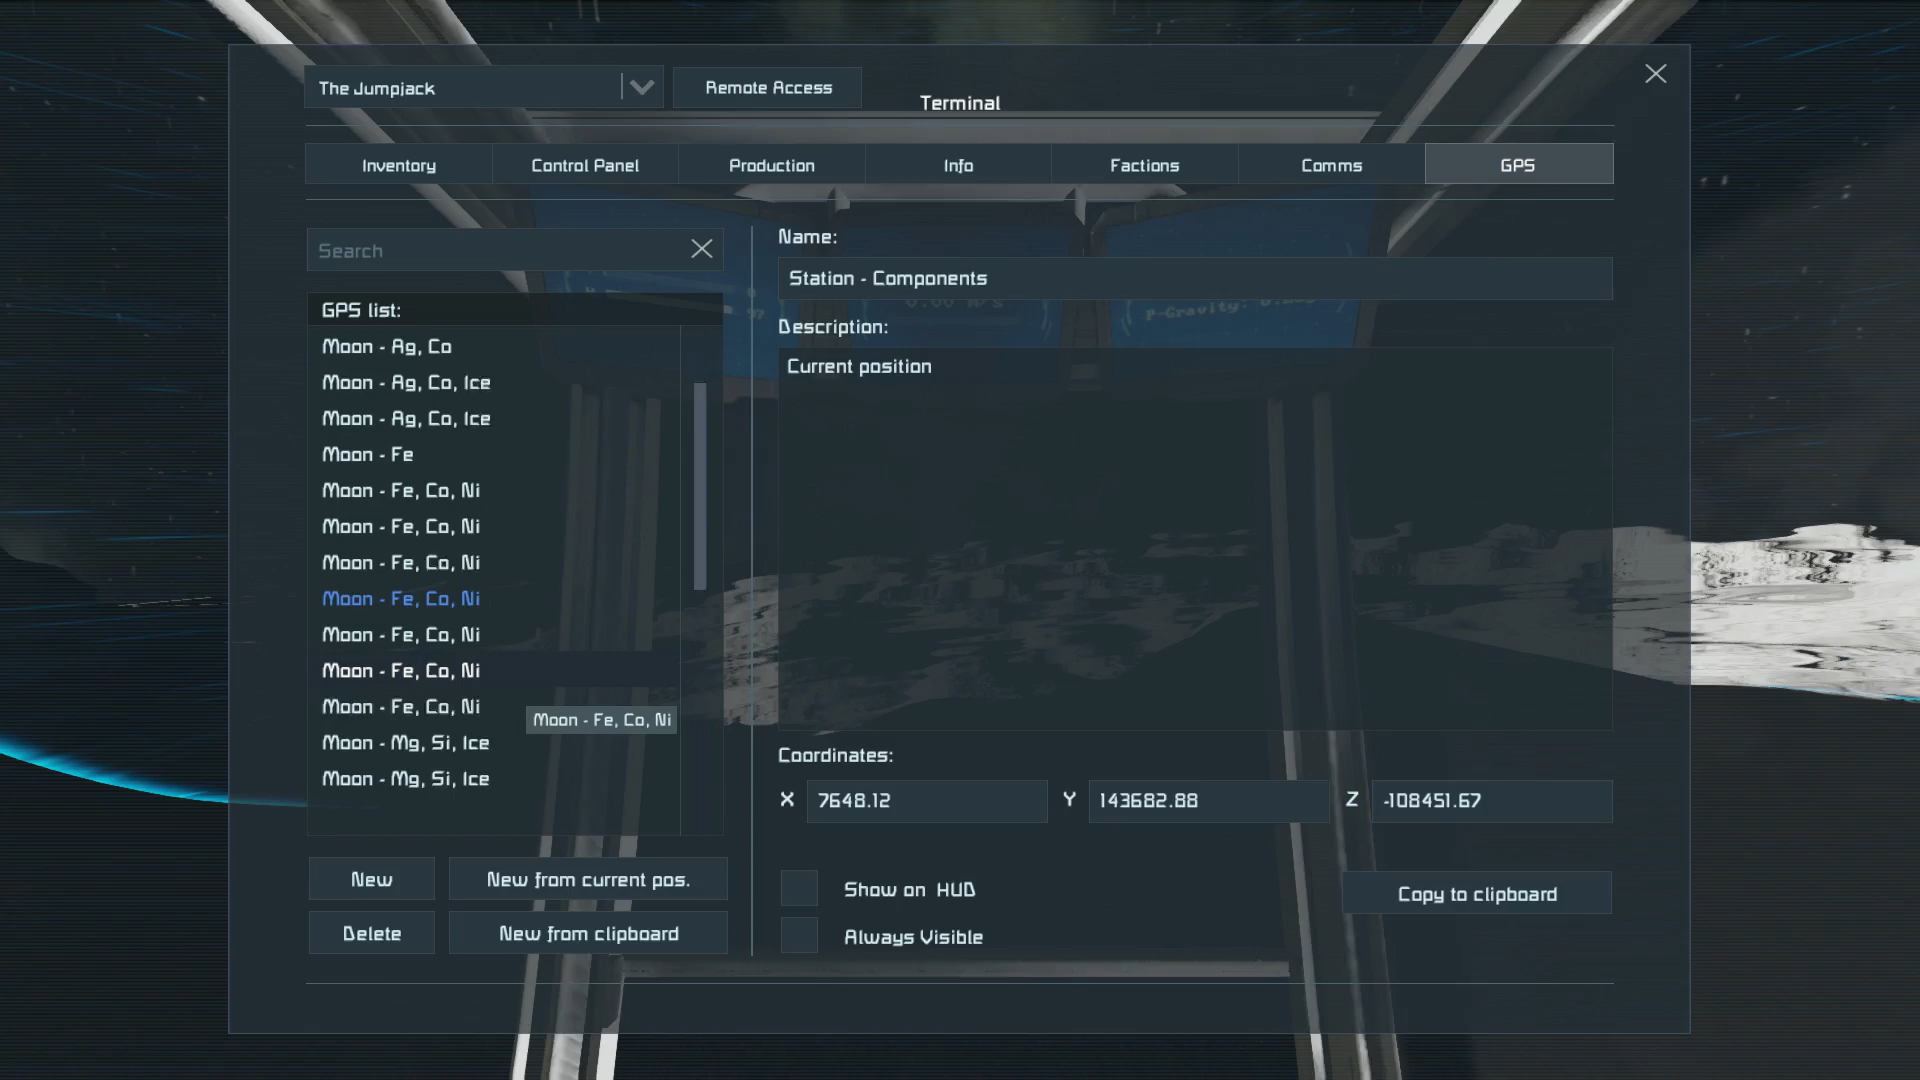 The Jumpjack
Remote Access
Terminal
Inventory
Control Panel
Production
Info
Factions
Comms
GPS
Search
GPS list:
Moon - Ag, Co
Moon - Ag, Co, Ice
Moon - Ag, Co, Ice
Moon - Fe
Moon - Fe, Co, Ni
Moon - Fe, Co, Ni
Moon - Fe, Co, Ni
Moon - Fe, Co, Ni
Moon - Fe, Co, Ni
Moon - Fe, Co, Ni
Moon - Fe, Co, Ni
Moon - Fe, Co, Ni
Moon - Mg, Si, Ice
Moon - Mg, Si, Ice
New
New from current pos.
Delete
New from clipboard
Name:
Station - Components
0.00 m/s
P-Gravity:
Description:
Current position
Coordinates:
X 7648.12 Y 143682.88 Z -108451.67
Show on HUD
Always Visible
Copy to clipboard